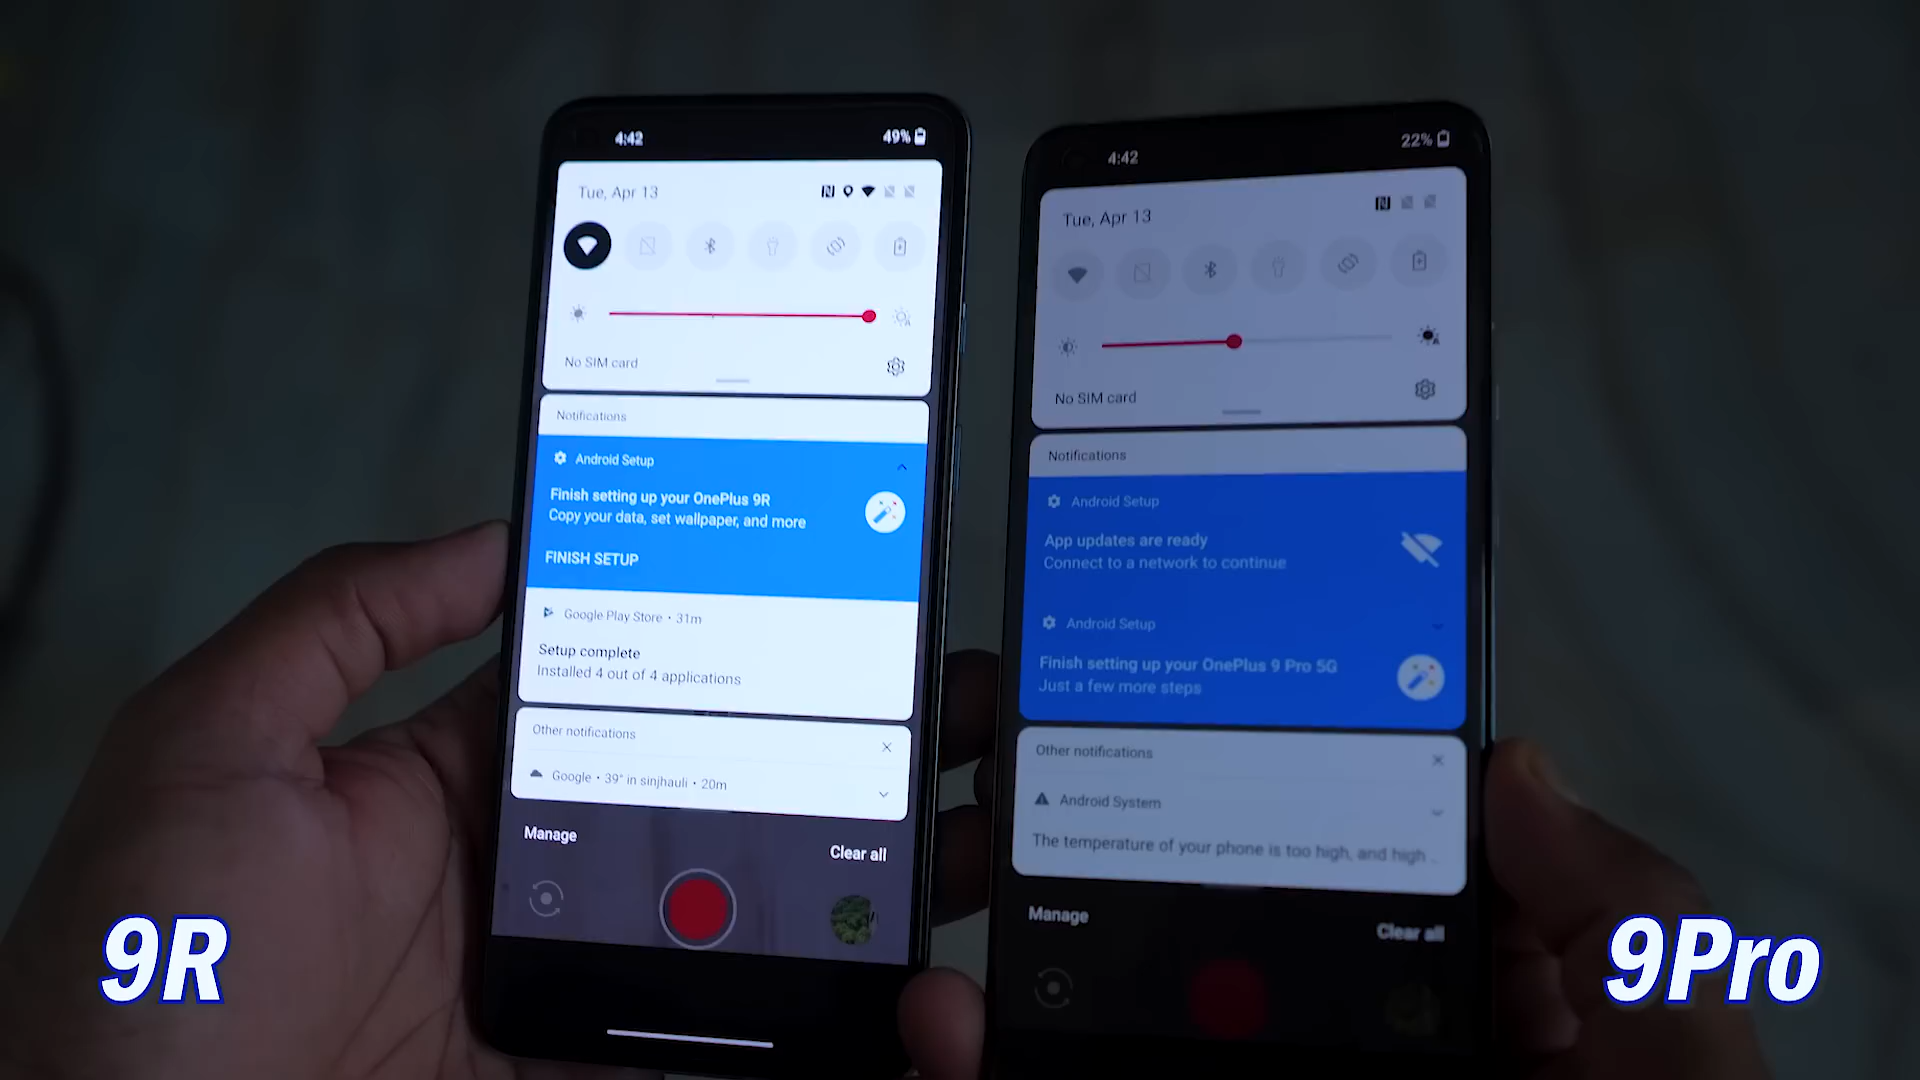 4:42
49%
Tue, Apr 13
No SIM card
Notifications
Android Setup
Finish setting up your OnePlus 9R
Copy your data, set wallpaper, and more
FINISH SETUP
Google Play Store • 31m
Setup complete
Installed 4 out of 4 applications
Other notifications
Google • 39° in sinjhauli • 20m
Manage
Clear all
9R
4:42
22%
Tue, Apr 13
No SIM card
Notifications
Android Setup
App updates are ready
Connect to a network to continue
Android Setup
Finish setting up your OnePlus 9 Pro 5G
Just a few more steps
Other notifications
Android System
The temperature of your phone is too high, and high ..
Manage
Clear all
9Pro